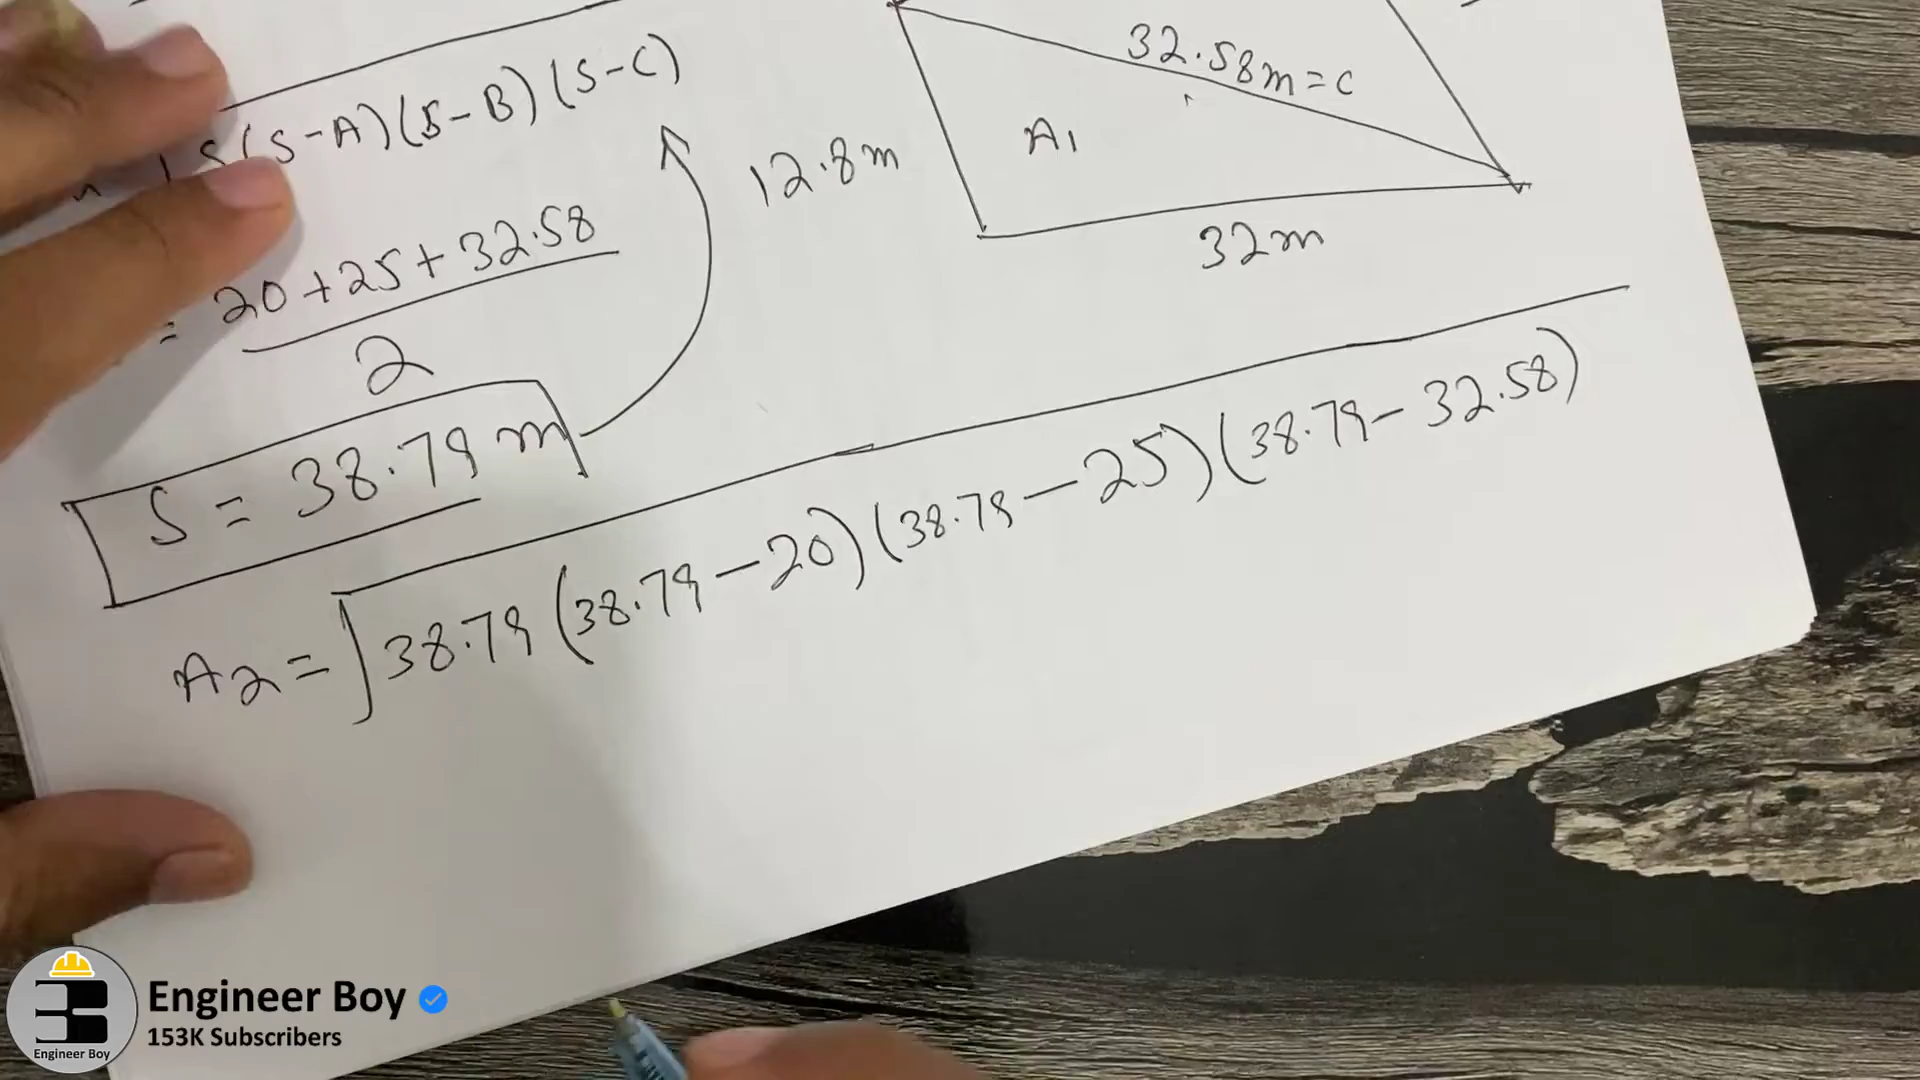 S(S-A)(S-B)(S-C)
= 20+25+32.58
2
S = 38.79 m
32.58m=c
A1
12.8m
32m
A2=√38.79(38.79-20)(38.79-25)(38.79-32.58)
Engineer Boy
153K Subscribers
Engineer Boy